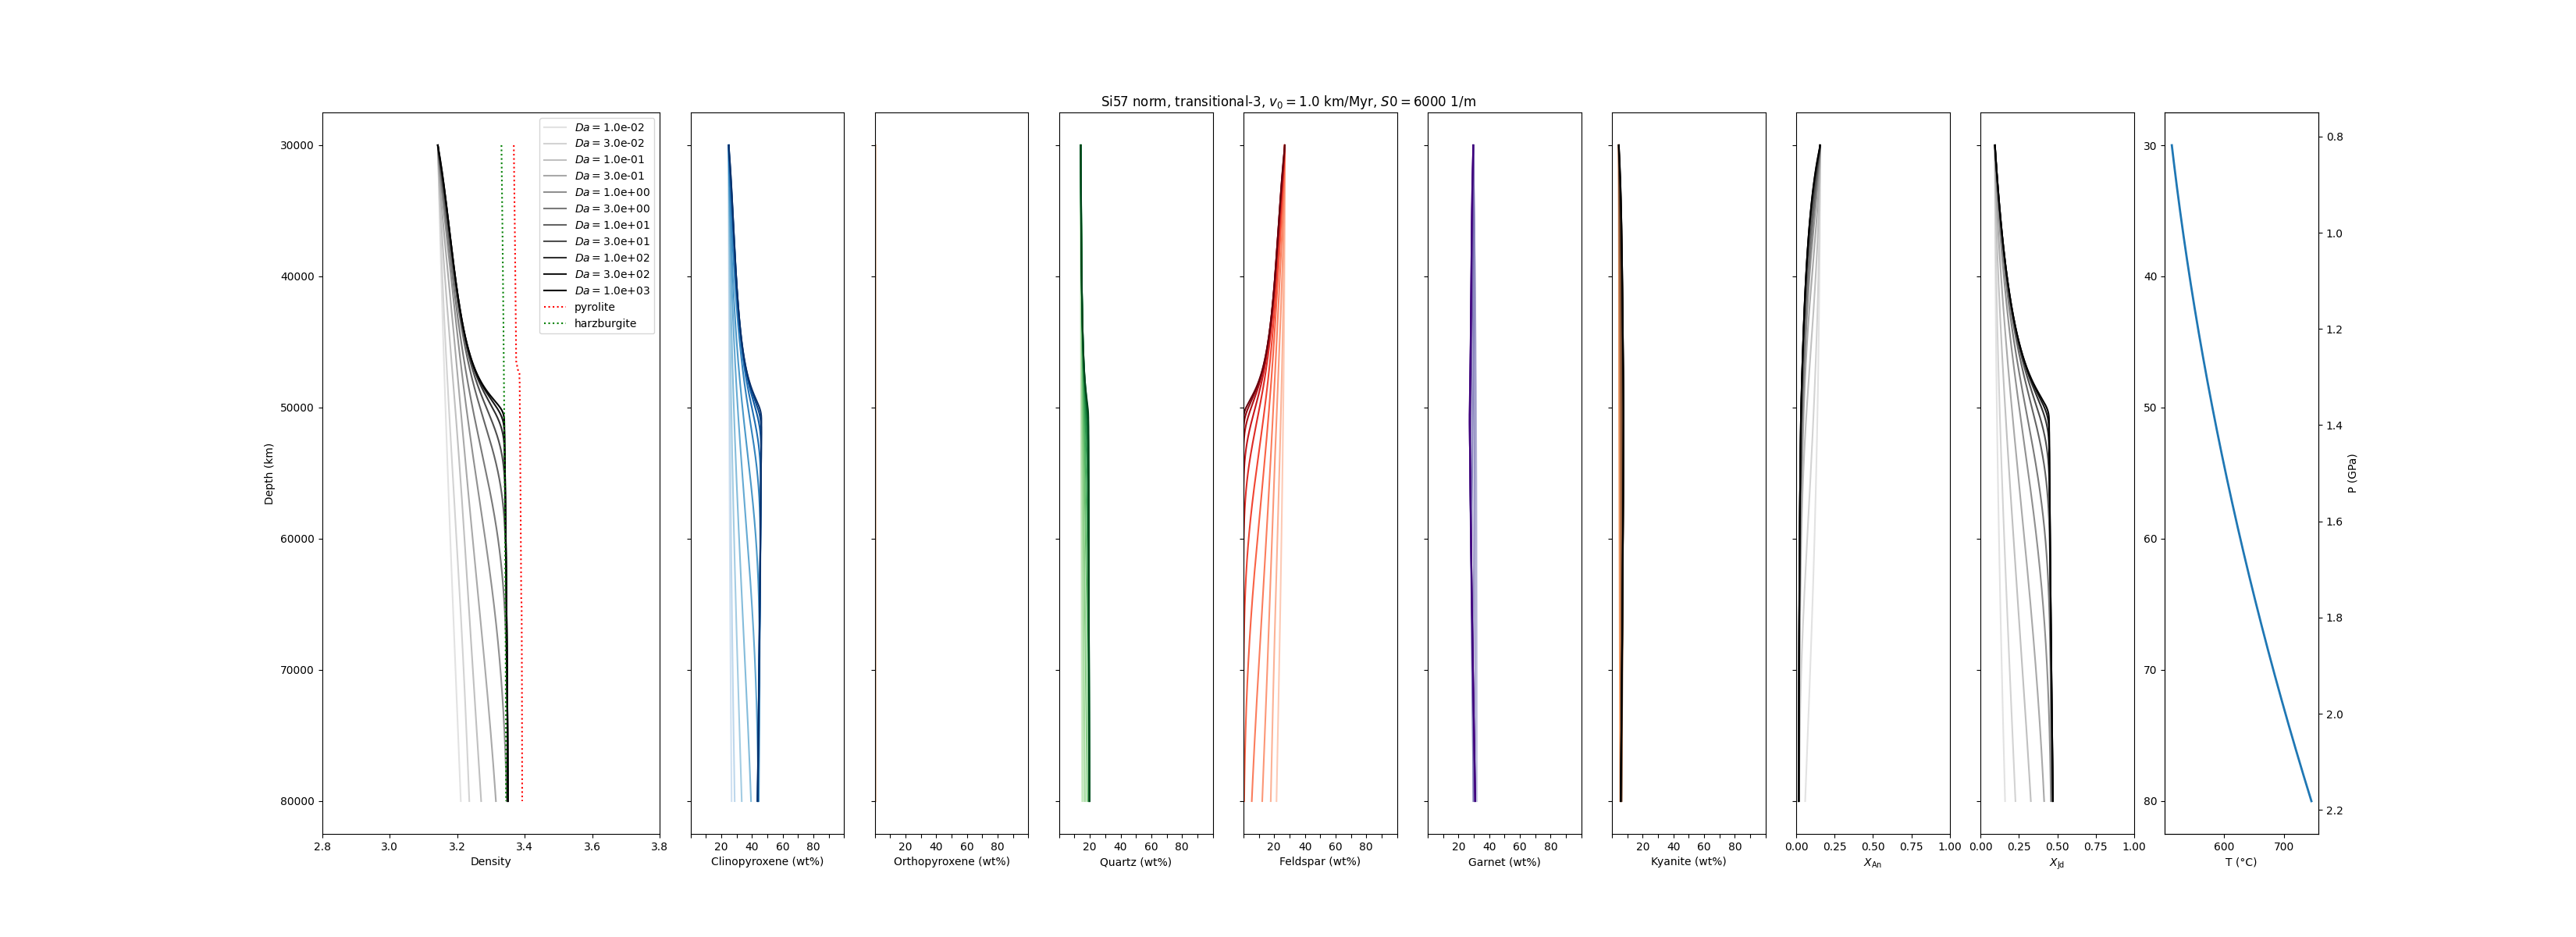 Si57 norm, transitional-3, v₀ = 1.0 km/Myr, S0 = 6000 1/m
Da = 1.0e-02
Da = 3.0e-02
Da = 1.0e-01
Da = 3.0e-01
Da = 1.0e+00
Da = 3.0e+00
Da = 1.0e+01
Da = 3.0e+01
Da = 1.0e+02
Da = 3.0e+02
Da = 1.0e+03
pyrolite
harzburgite
30000
40000
50000
60000
70000
80000
Depth (km)
30
40
50
60
70
80
0.8
1.0
1.2
1.4
1.6
1.8
2.0
2.2
P (GPa)
2.8 3.0 3.2 3.4 3.6 3.8
Density
20 40 60 80
Clinopyroxene (wt%)
20 40 60 80
Orthopyroxene (wt%)
20 40 60 80
Quartz (wt%)
20 40 60 80
Feldspar (wt%)
20 40 60 80
Garnet (wt%)
20 40 60 80
Kyanite (wt%)
0.00 0.25 0.50 0.75 1.00
X_An
0.00 0.25 0.50 0.75 1.00
X_Jd
600 700
T (°C)